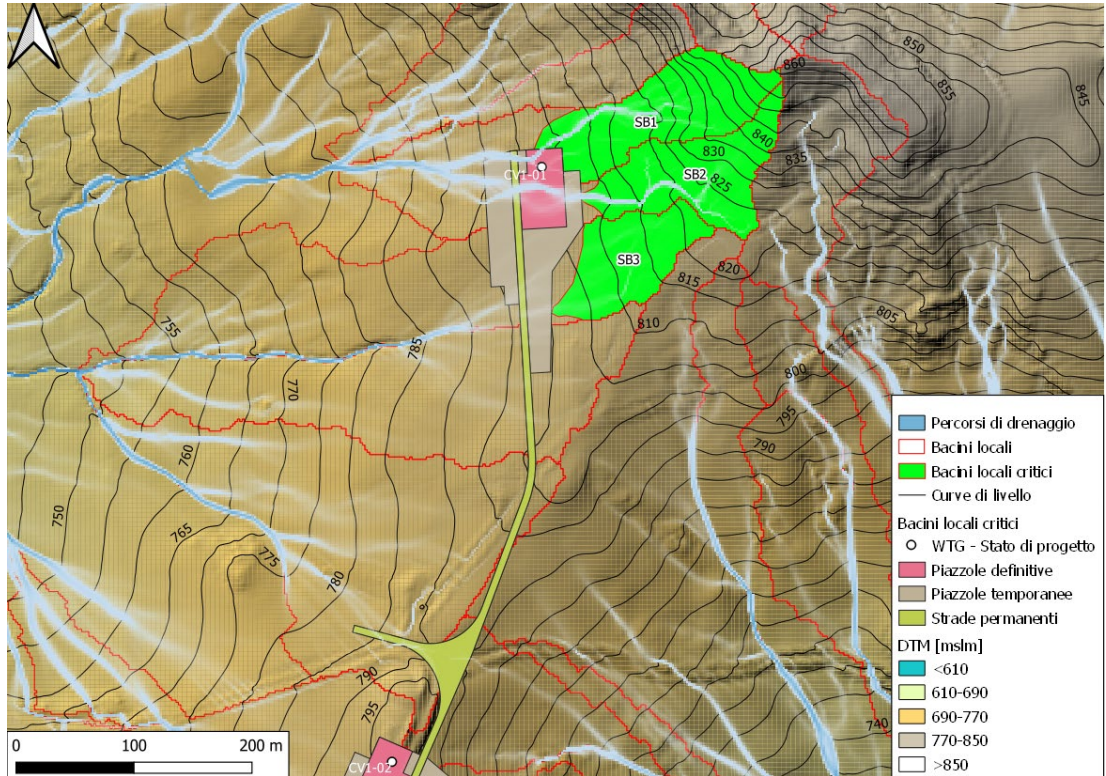 850
860
855
845
SB1
840
830
835
CV1-01
SB2
825
SB3
820
815
810
805
755
785
800
770
795
790
760
750
765
775
780
790
795
740
CV1-02
0 100 200 m
Percorsi di drenaggio
Bacini locali
Bacini locali critici
Curve di livello
Bacini locali critici
WTG - Stato di progetto
Piazzole definitive
Piazzole temporanee
Strade permanenti
DTM [mslm]
<610
610-690
690-770
770-850
>850